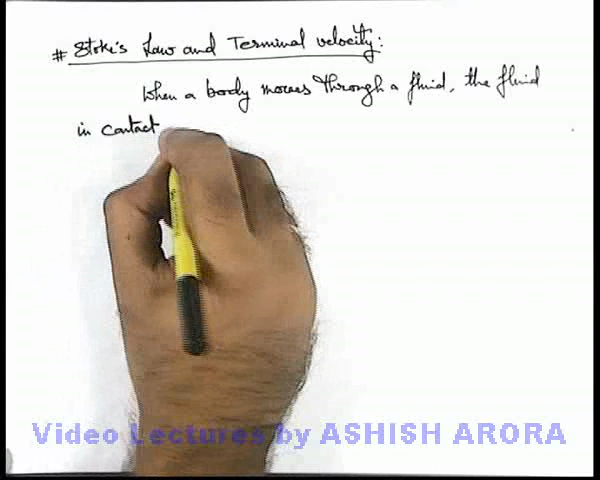 # Stoke's Law and Terminal velocity:
When a body moves through a fluid, the fluid
in contact
Video Lectures by ASHISH ARORA